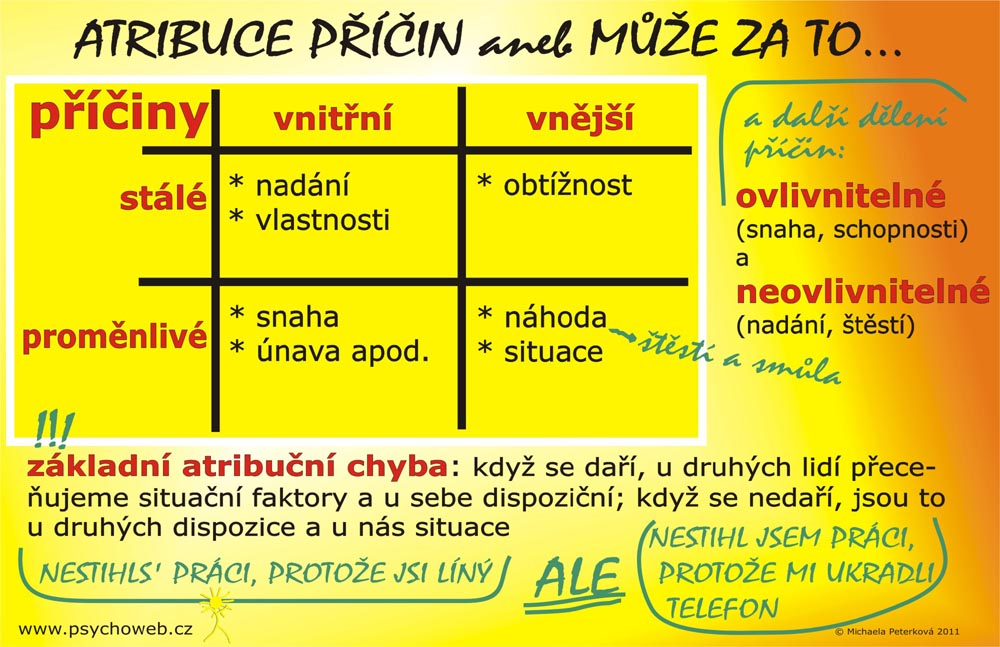 ATRIBUCE PŘÍČIN aneb MŮŽE ZA TO...
příčiny
vnitřní
vnější
stálé
* nadání
* vlastnosti
* obtížnost
proměnlivé
* snaha
* únava apod.
* náhoda
* situace
štěstí a smůla
a další dělení
příčin:
ovlivnitelné
(snaha, schopnosti)
a
neovlivnitelné
(nadání, štěstí)
!!!
základní atribuční chyba: když se daří, u druhých lidí přece-
ňujeme situační faktory a u sebe dispoziční; když se nedaří, jsou to
u druhých dispozice a u nás situace
NESTIHLS' PRÁCI, PROTOŽE JSI LÍNÝ
ALE
NESTIHL JSEM PRÁCI,
PROTOŽE MI UKRADLI
TELEFON
www.psychoweb.cz
© Michaela Peterková 2011